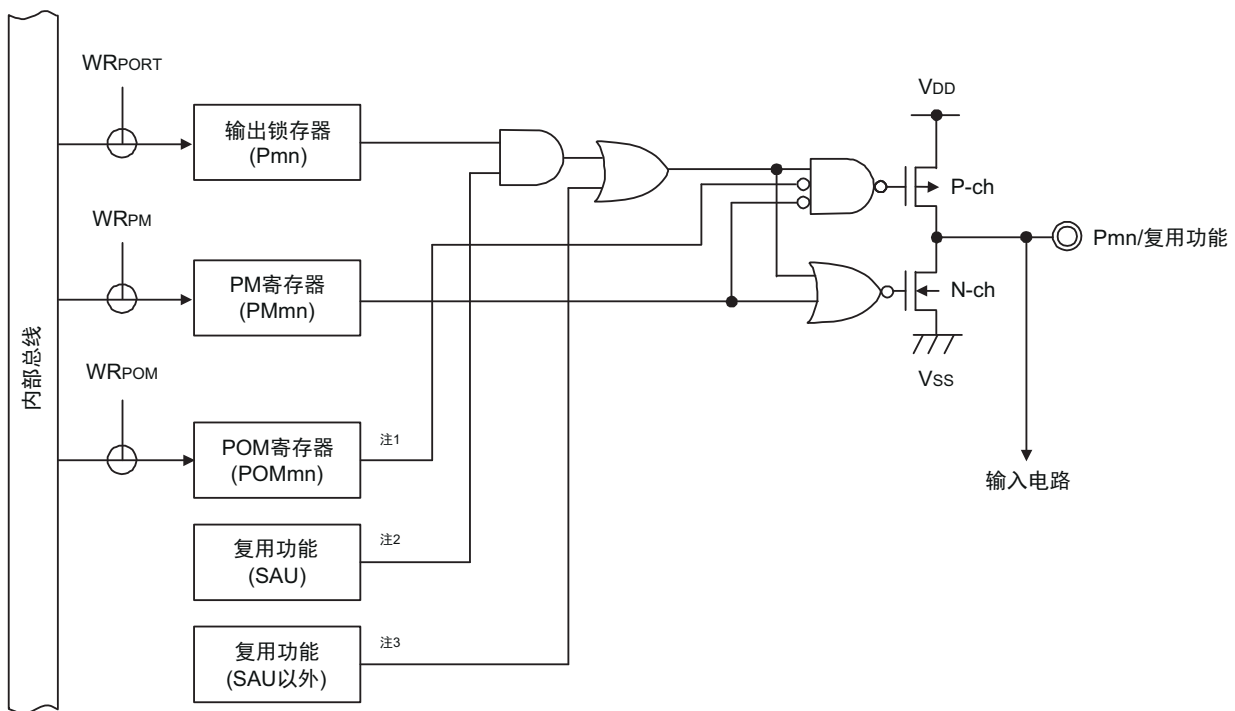 WRPORT
输出锁存器
(Pmn)
VDD
P-ch
WRPM
Pmn/复用功能
PM寄存器
(PMmn)
N-ch
VSS
内部总线
WRPOM
POM寄存器
(POMmn)
注1
输入电路
复用功能
(SAU)
注2
复用功能
(SAU以外)
注3